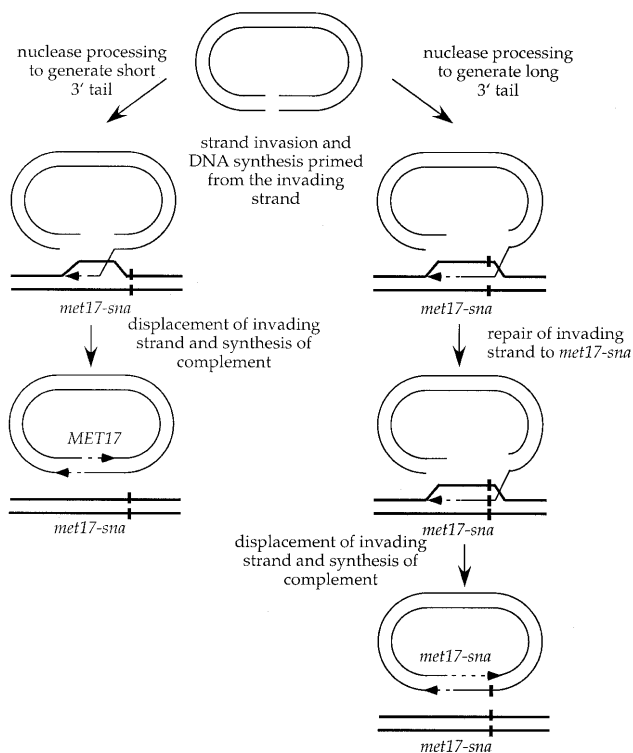 nuclease processing
to generate short
3' tail
nuclease processing
to generate long
3' tail
strand invasion and
DNA synthesis primed
from the invading
strand
met17-sna
met17-sna
displacement of invading
strand and synthesis of
complement
repair of invading
strand to met17-sna
MET17
met17-sna
met17-sna
displacement of invading
strand and synthesis of
complement
met17-sna
met17-sna